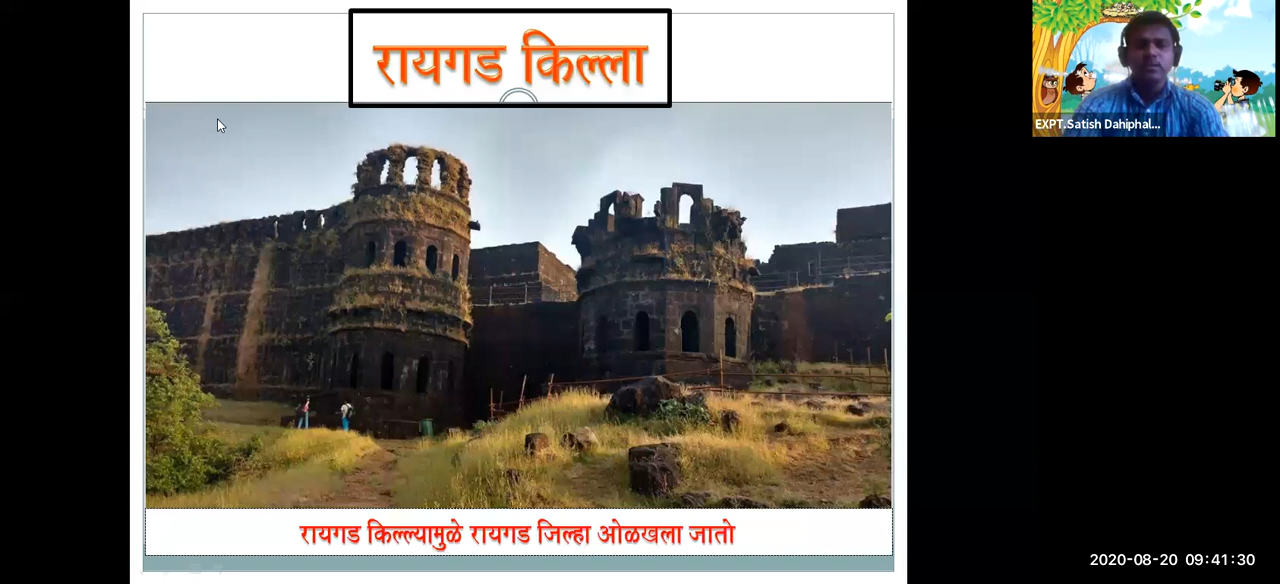 रायगड किल्ला
EXPT.Satish Dahiphal...
रायगड किल्ल्यामुळे रायगड जिल्हा ओळखला जातो
2020-08-20 09:41:30